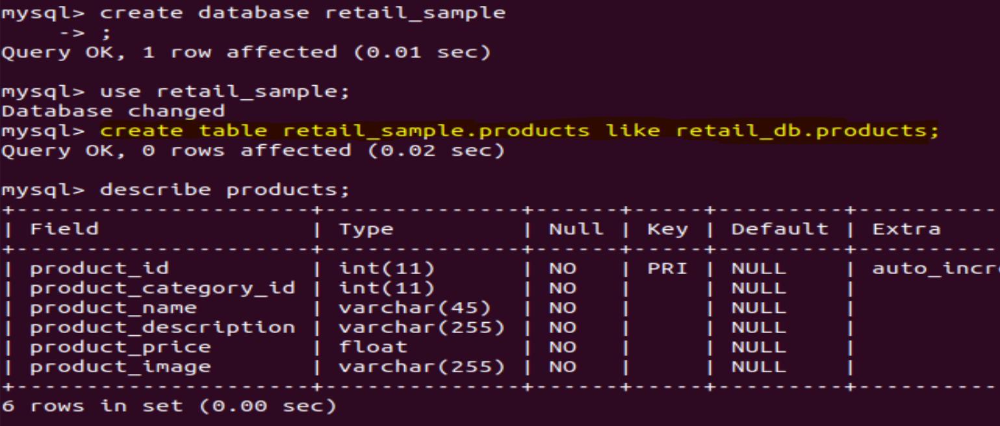 mysql> create database retail_sample
    -> ;
Query OK, 1 row affected (0.01 sec)

mysql> use retail_sample;
Database changed
mysql> create table retail_sample.products like retail_db.products;
Query OK, 0 rows affected (0.02 sec)

mysql> describe products;
+---------------------+--------------+------+-----+---------+----------
| Field               | Type         | Null | Key | Default | Extra
+---------------------+--------------+------+-----+---------+----------
| product_id          | int(11)      | NO   | PRI | NULL    | auto_incr
| product_category_id | int(11)      | NO   |     | NULL    |
| product_name        | varchar(45)  | NO   |     | NULL    |
| product_description | varchar(255) | NO   |     | NULL    |
| product_price       | float        | NO   |     | NULL    |
| product_image       | varchar(255) | NO   |     | NULL    |
+---------------------+--------------+------+-----+---------+----------
6 rows in set (0.00 sec)